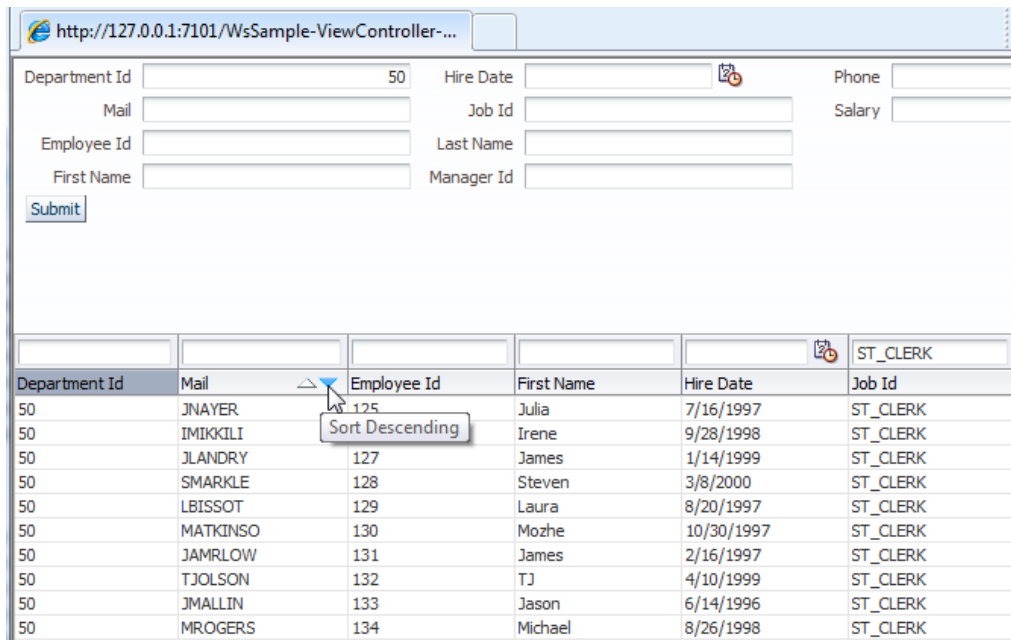 http://127.0.0.1:7101/WsSample-ViewController-...
Department Id 50 Hire Date Phone
Mail Job Id Salary
Employee Id Last Name
First Name Manager Id
Submit
ST_CLERK
Department Id Mail Employee Id First Name Hire Date Job Id
50 JNAYER 125 Julia 7/16/1997 ST_CLERK
Sort Descending
50 IMIKKILI Irene 9/28/1998 ST_CLERK
50 JLANDRY 127 James 1/14/1999 ST_CLERK
50 SMARKLE 128 Steven 3/8/2000 ST_CLERK
50 LBISSOT 129 Laura 8/20/1997 ST_CLERK
50 MATKINSO 130 Mozhe 10/30/1997 ST_CLERK
50 JAMRLOW 131 James 2/16/1997 ST_CLERK
50 TJOLSON 132 TJ 4/10/1999 ST_CLERK
50 JMALLIN 133 Jason 6/14/1996 ST_CLERK
50 MROGERS 134 Michael 8/26/1998 ST_CLERK